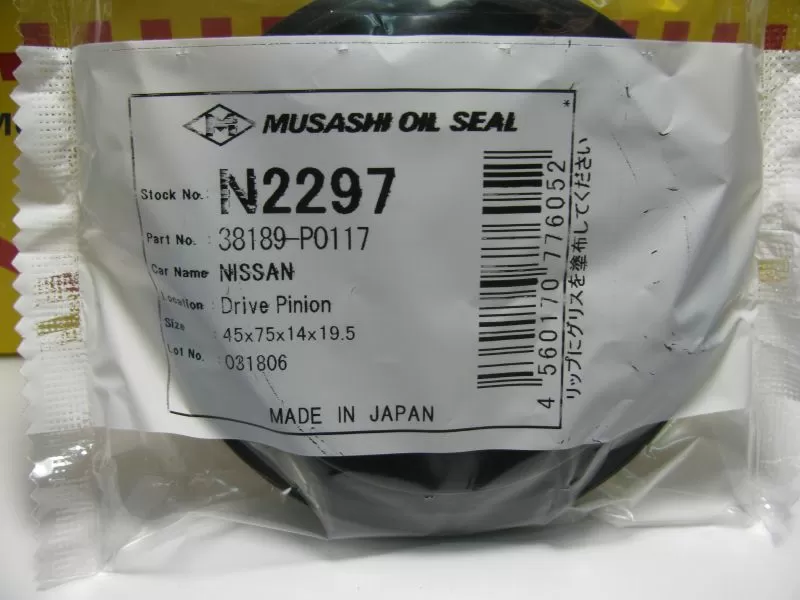 MUSASHI OIL SEAL
*
Stock No. : N2297
Part No. : 38189-P0117
Car Name : NISSAN
Location : Drive Pinion
Size : 45x75x14x19.5
Lot No. : 031806
MADE IN JAPAN
4 560170 776052
リップにグリスを塗布してください